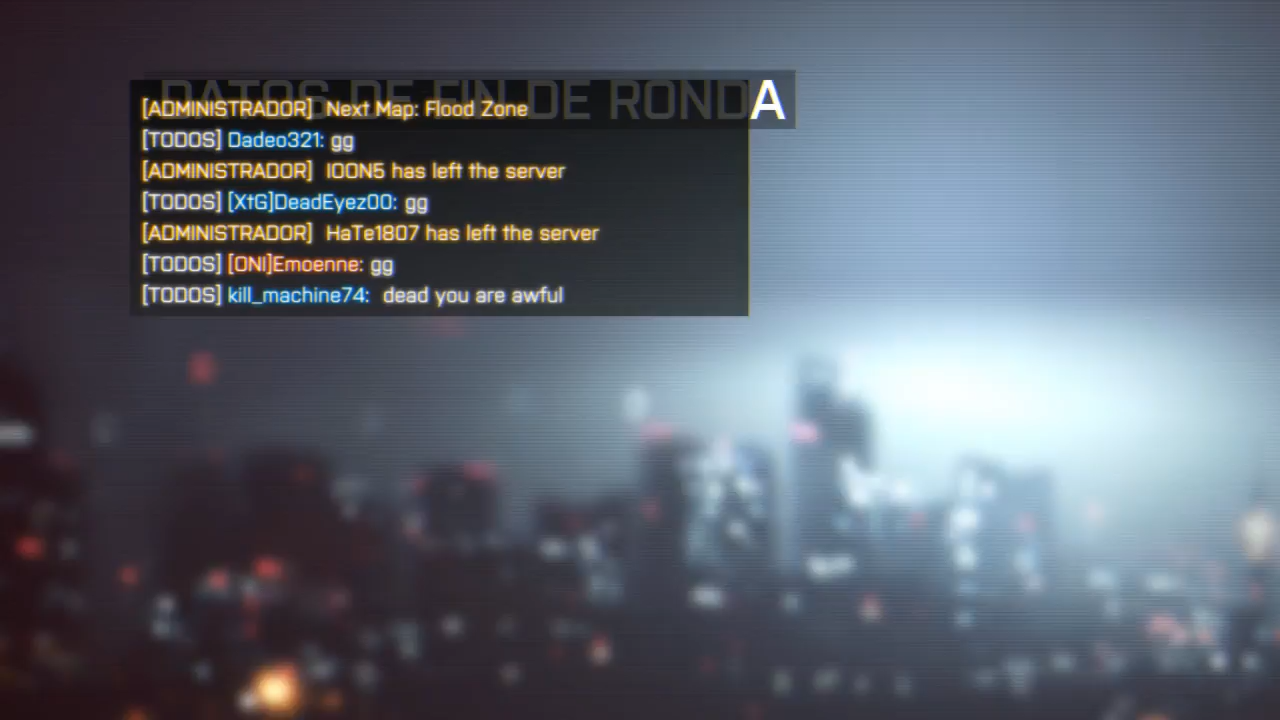 DATOS DE FIN DE RONDA
[ADMINISTRADOR] Next Map: Flood Zone
[TODOS] Dadeo321: gg
[ADMINISTRADOR] IOON5 has left the server
[TODOS] [XtG]DeadEyez00: gg
[ADMINISTRADOR] HaTe1807 has left the server
[TODOS] [ONI]Emoenne: gg
[TODOS] kill_machine74: dead you are awful